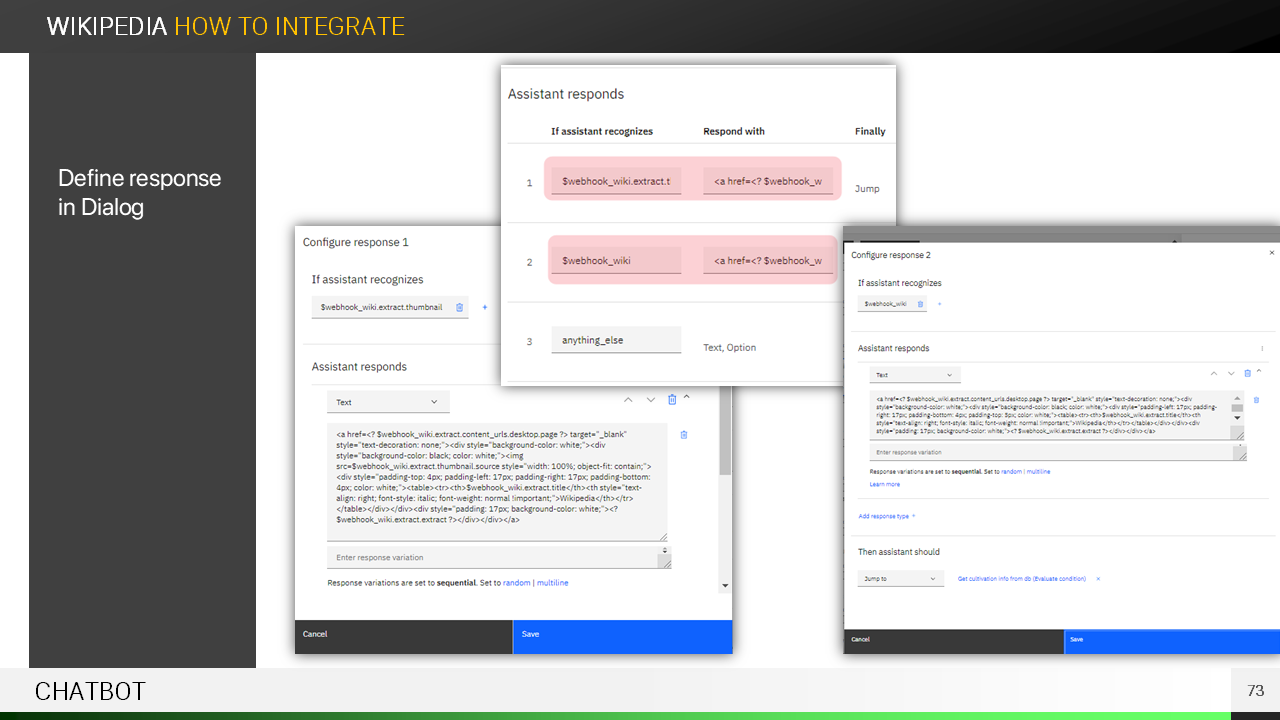 WIKIPEDIA HOW TO INTEGRATE
Define response
in Dialog
Assistant responds
If assistant recognizes
Respond with
Finally
1
$webhook_wiki.extract.t
<a href=<? $webhook_w
Jump
2
$webhook_wiki
<a href=<? $webhook_w
3
anything_else
Text, Option
Configure response 1
If assistant recognizes
$webhook_wiki.extract.thumbnail
+
Assistant responds
Text
<a href=<? $webhook_wiki.extract.content_urls.desktop.page ?> target="_blank"
style="text-decoration: none;"><div style="background-color: white;"><div
style="background-color: black; color: white;"><img
src=$webhook_wiki.extract.thumbnail.source style="width: 100%; object-fit: contain;">
<div style="padding-top: 4px; padding-left: 17px; padding-right: 17px; padding-bottom:
4px; color: white;"><table><tr><th>$webhook_wiki.extract.title</th><th style="text-
align: right; font-style: italic; font-weight: normal !important;">Wikipedia</th></tr>
</table></div></div><div style="padding: 17px; background-color: white;"><?
$webhook_wiki.extract.extract ?></div></div></a>
Enter response variation
Response variations are set to sequential. Set to random | multiline
Cancel
Save
Configure response 2
×
If assistant recognizes
$webhook_wiki
+
Assistant responds
Text
<a href=<? $webhook_wiki.extract.content_urls.desktop.page ?> target="_blank" style="text-decoration: none;"><div
style="background-color: white;"><div style="background-color: black; color: white;"><div style="padding-left: 17px; padding-
right: 17px; padding-bottom: 4px; padding-top: 5px; color: white;"><table><tr><th>$webhook_wiki.extract.title</th><th
style="text-align: right; font-style: italic; font-weight: normal !important;">Wikipedia</th></tr></table></div></div><div
style="padding: 17px; background-color: white;"><? $webhook_wiki.extract.extract ?></div></div></a>
Enter response variation
Response variations are set to sequential. Set to random | multiline
Learn more
Add response type +
Then assistant should
Jump to
Get cultivation info from db (Evaluate condition)
×
Cancel
Save
CHATBOT
73